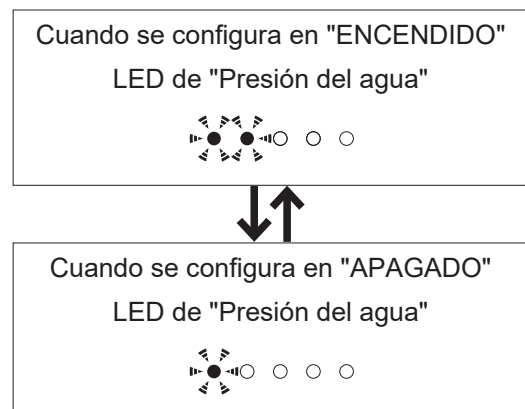 Cuando se configura en "ENCENDIDO"
LED de "Presión del agua"
Cuando se configura en "APAGADO"
LED de "Presión del agua"